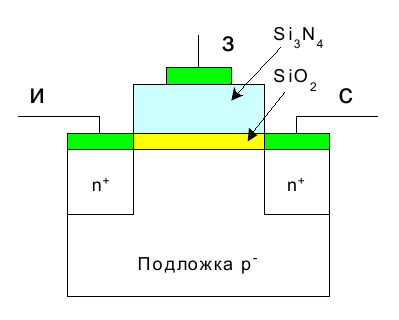 З
Si₃N₄
SiO₂
И
С
n⁺
n⁺
Подложка p⁻